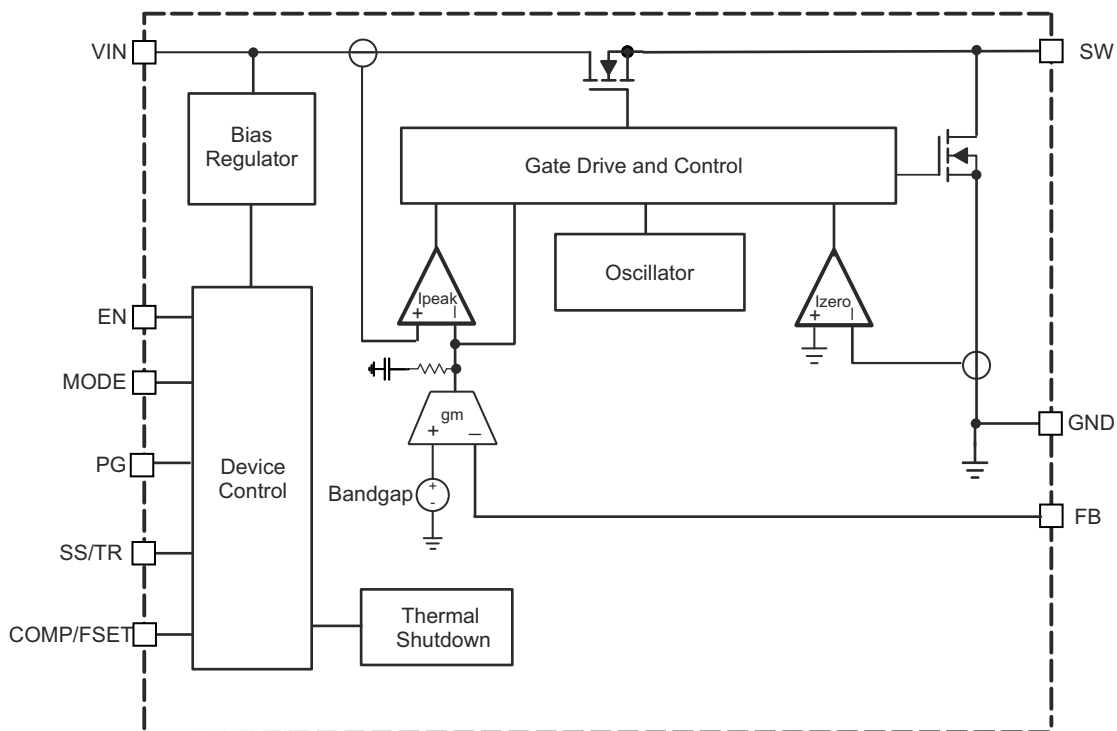 VIN
SW
Bias
Regulator
Gate Drive and Control
Oscillator
Ipeak
+ –
Izero
+ –
EN
MODE
PG
SS/TR
COMP/FSET
Device
Control
gm
+ –
Bandgap
+
-
GND
FB
Thermal
Shutdown